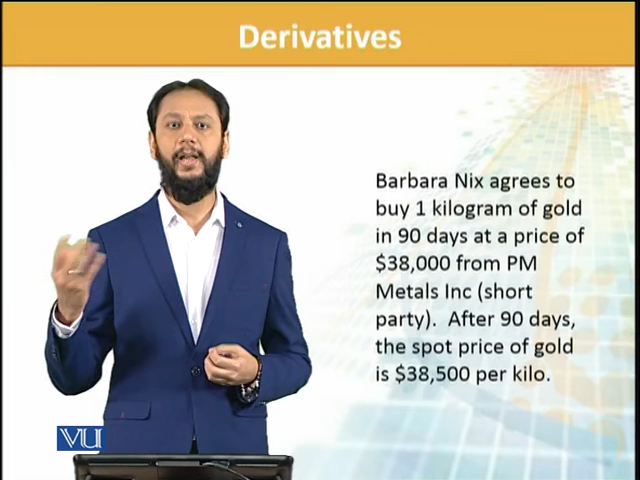 Derivatives
Barbara Nix agrees to
buy 1 kilogram of gold
in 90 days at a price of
$38,000 from PM
Metals Inc (short
party).  After 90 days,
the spot price of gold
is $38,500 per kilo.
VU